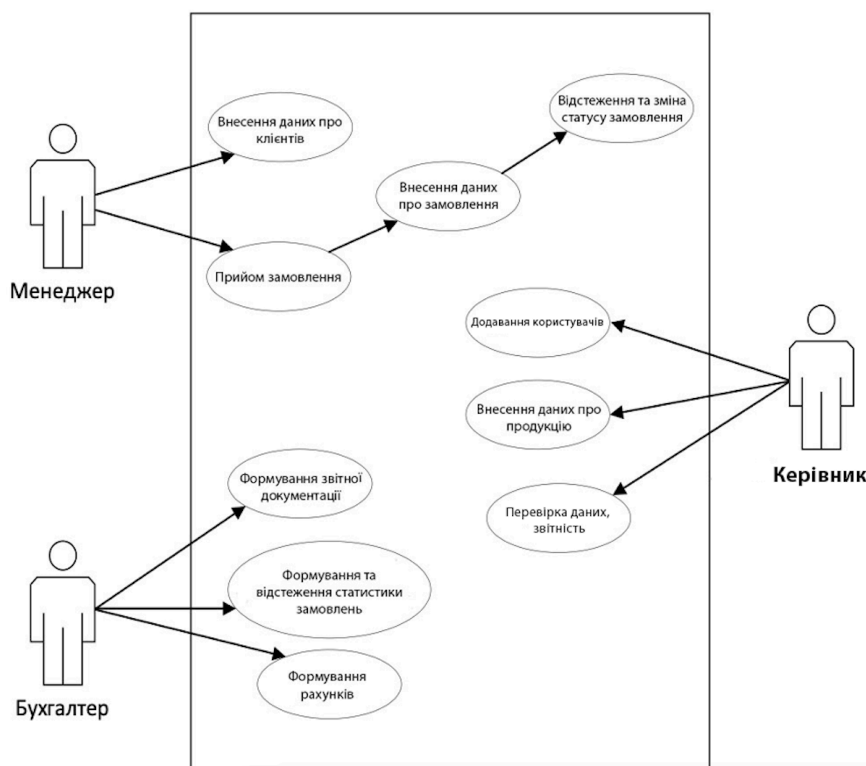 Відстеження та зміна
статусу замовлення
Внесення даних про
клієнтів
Внесення даних
про замовлення
Прийом замовлення
Менеджер
Додавання користувачів
Внесення даних про
продукцію
Керівник
Формування звітної
документації
Перевірка даних,
звітність
Формування та
відстеження статистики
замовлень
Формування
рахунків
Бухгалтер